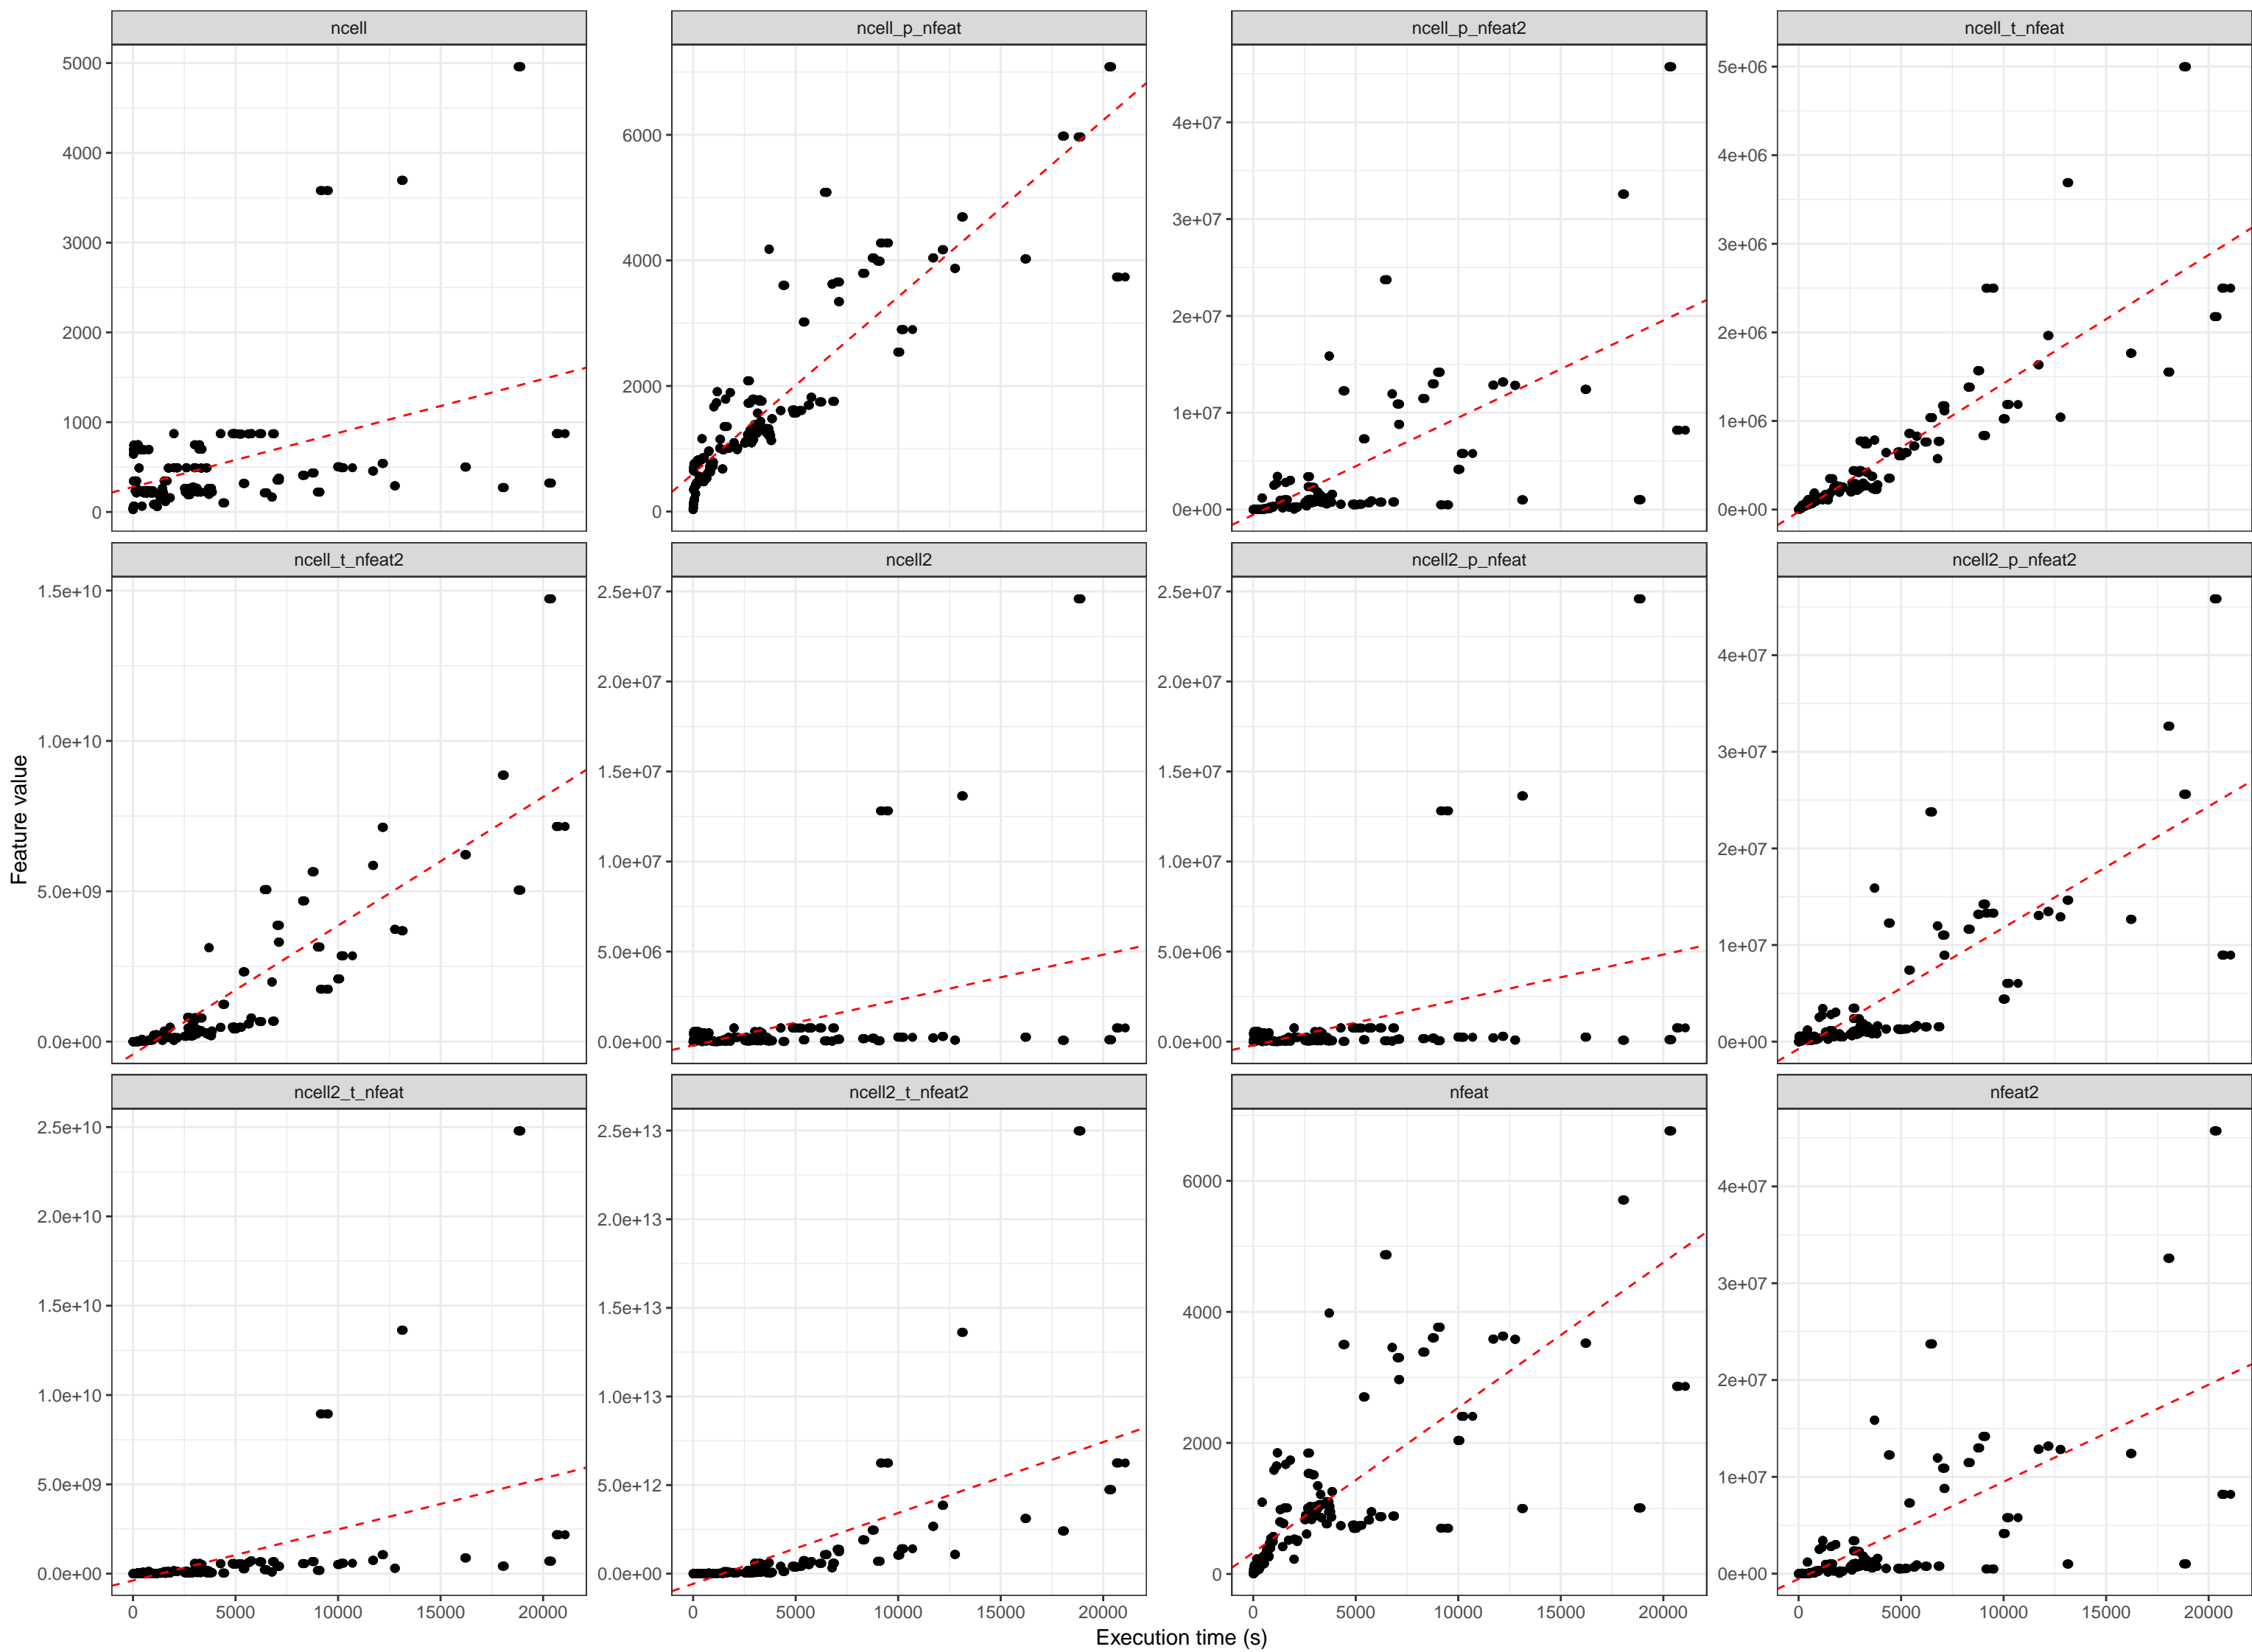 ncell
ncell_p_nfeat
ncell_p_nfeat2
ncell_t_nfeat
5000
4000
3000
2000
1000
0
6000
4000
2000
0
4e+07
3e+07
2e+07
1e+07
0e+00
5e+06
4e+06
3e+06
2e+06
1e+06
0e+00
ncell_t_nfeat2
ncell2
ncell2_p_nfeat
ncell2_p_nfeat2
1.5e+10
1.0e+10
5.0e+09
0.0e+00
2.5e+07
2.0e+07
1.5e+07
1.0e+07
5.0e+06
0.0e+00
2.5e+07
2.0e+07
1.5e+07
1.0e+07
5.0e+06
0.0e+00
4e+07
3e+07
2e+07
1e+07
0e+00
Feature value
ncell2_t_nfeat
ncell2_t_nfeat2
nfeat
nfeat2
2.5e+10
2.0e+10
1.5e+10
1.0e+10
5.0e+09
0.0e+00
2.5e+13
2.0e+13
1.5e+13
1.0e+13
5.0e+12
0.0e+00
6000
4000
2000
0
4e+07
3e+07
2e+07
1e+07
0e+00
0 5000 10000 15000 20000
0 5000 10000 15000 20000
0 5000 10000 15000 20000
0 5000 10000 15000 20000
Execution time (s)